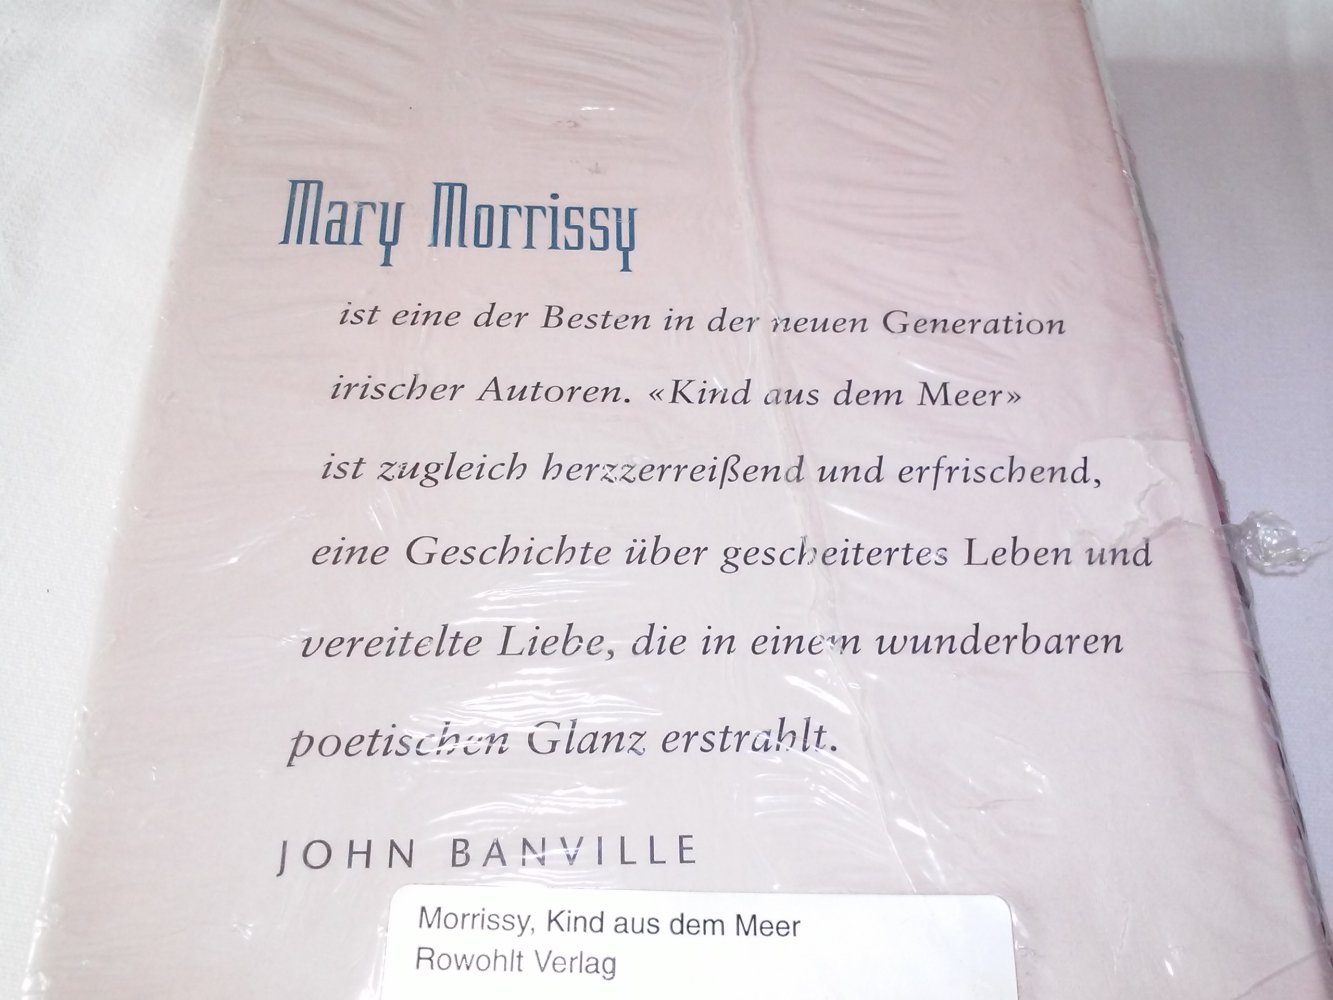 Mary Morrissy
ist eine der Besten in der neuen Generation
irischer Autoren. «Kind aus dem Meer»
ist zugleich herzzerreißend und erfrischend,
eine Geschichte über gescheitertes Leben und
vereitelte Liebe, die in einem wunderbaren
poetischen Glanz erstrahlt.
JOHN BANVILLE
Morrissy, Kind aus dem Meer
Rowohlt Verlag